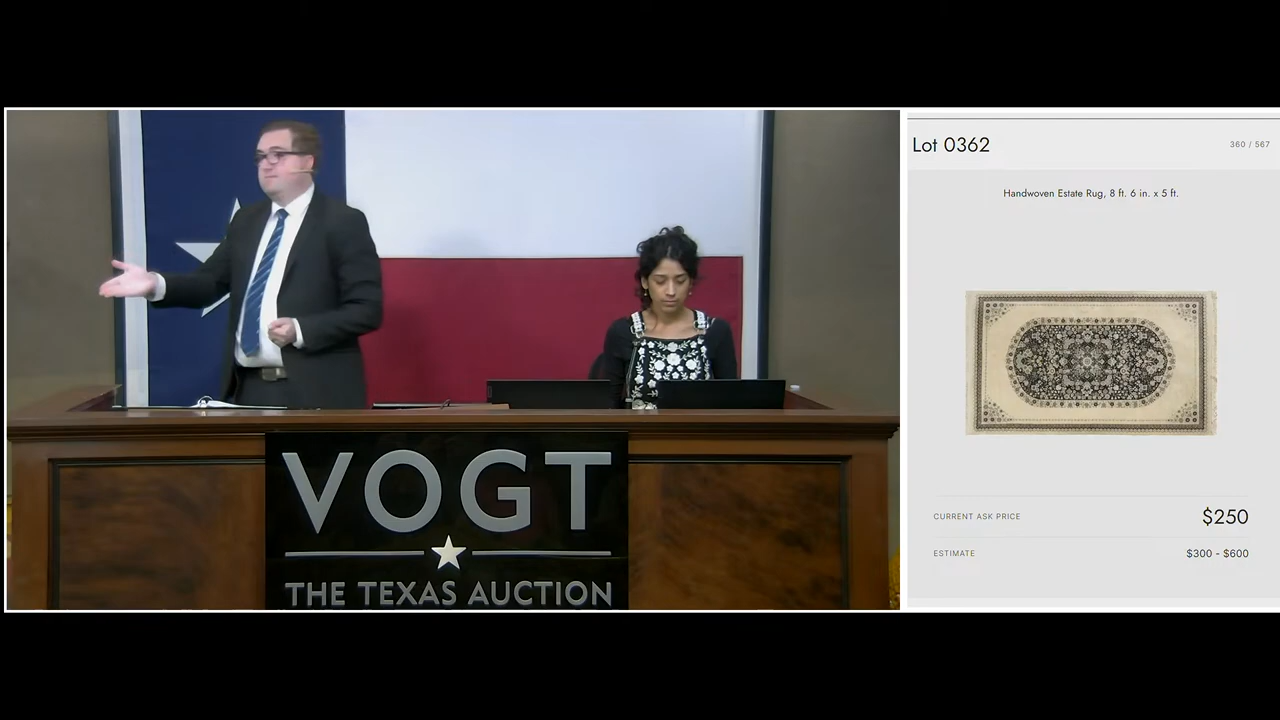 VOGT
THE TEXAS AUCTION
Lot 0362
360 / 567
Handwoven Estate Rug, 8 ft. 6 in. x 5 ft.
CURRENT ASK PRICE
$250
ESTIMATE
$300 - $600